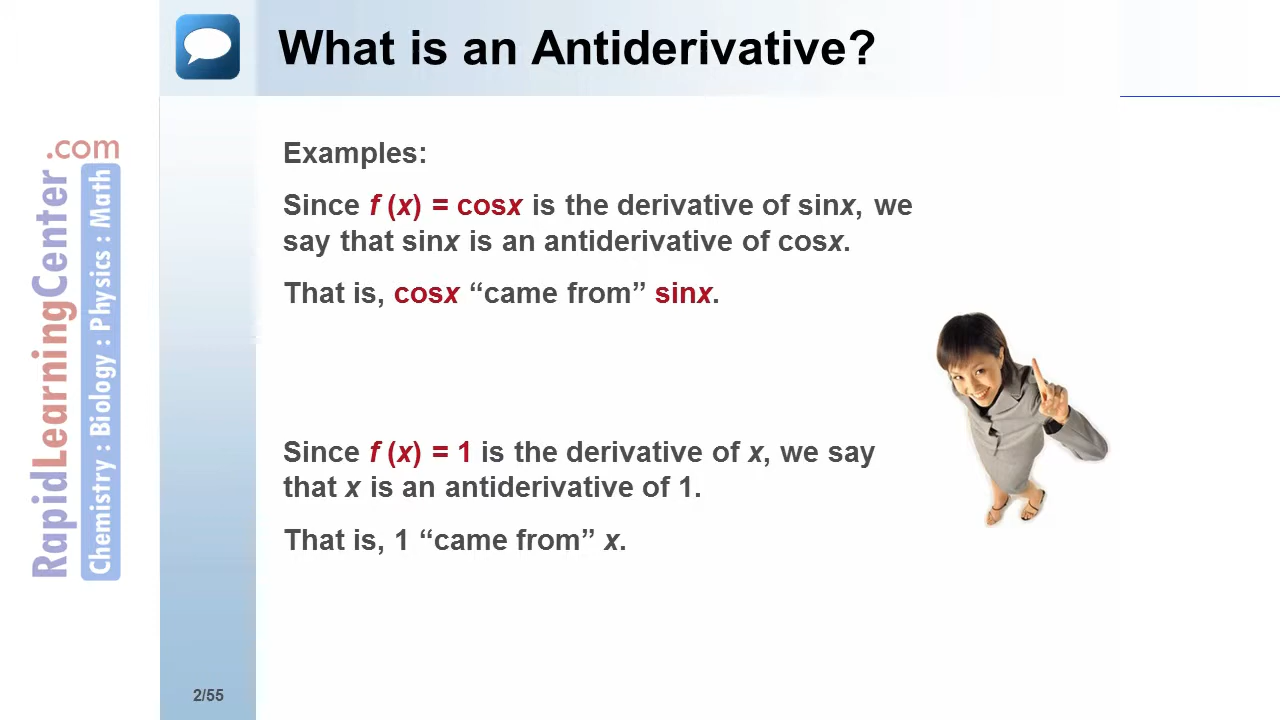 What is an Antiderivative?
Examples:
Since f (x) = cosx is the derivative of sinx, we
say that sinx is an antiderivative of cosx.
That is, cosx “came from” sinx.
Since f (x) = 1 is the derivative of x, we say
that x is an antiderivative of 1.
That is, 1 “came from” x.
RapidLearningCenter.com
Chemistry : Biology : Physics : Math
2/55